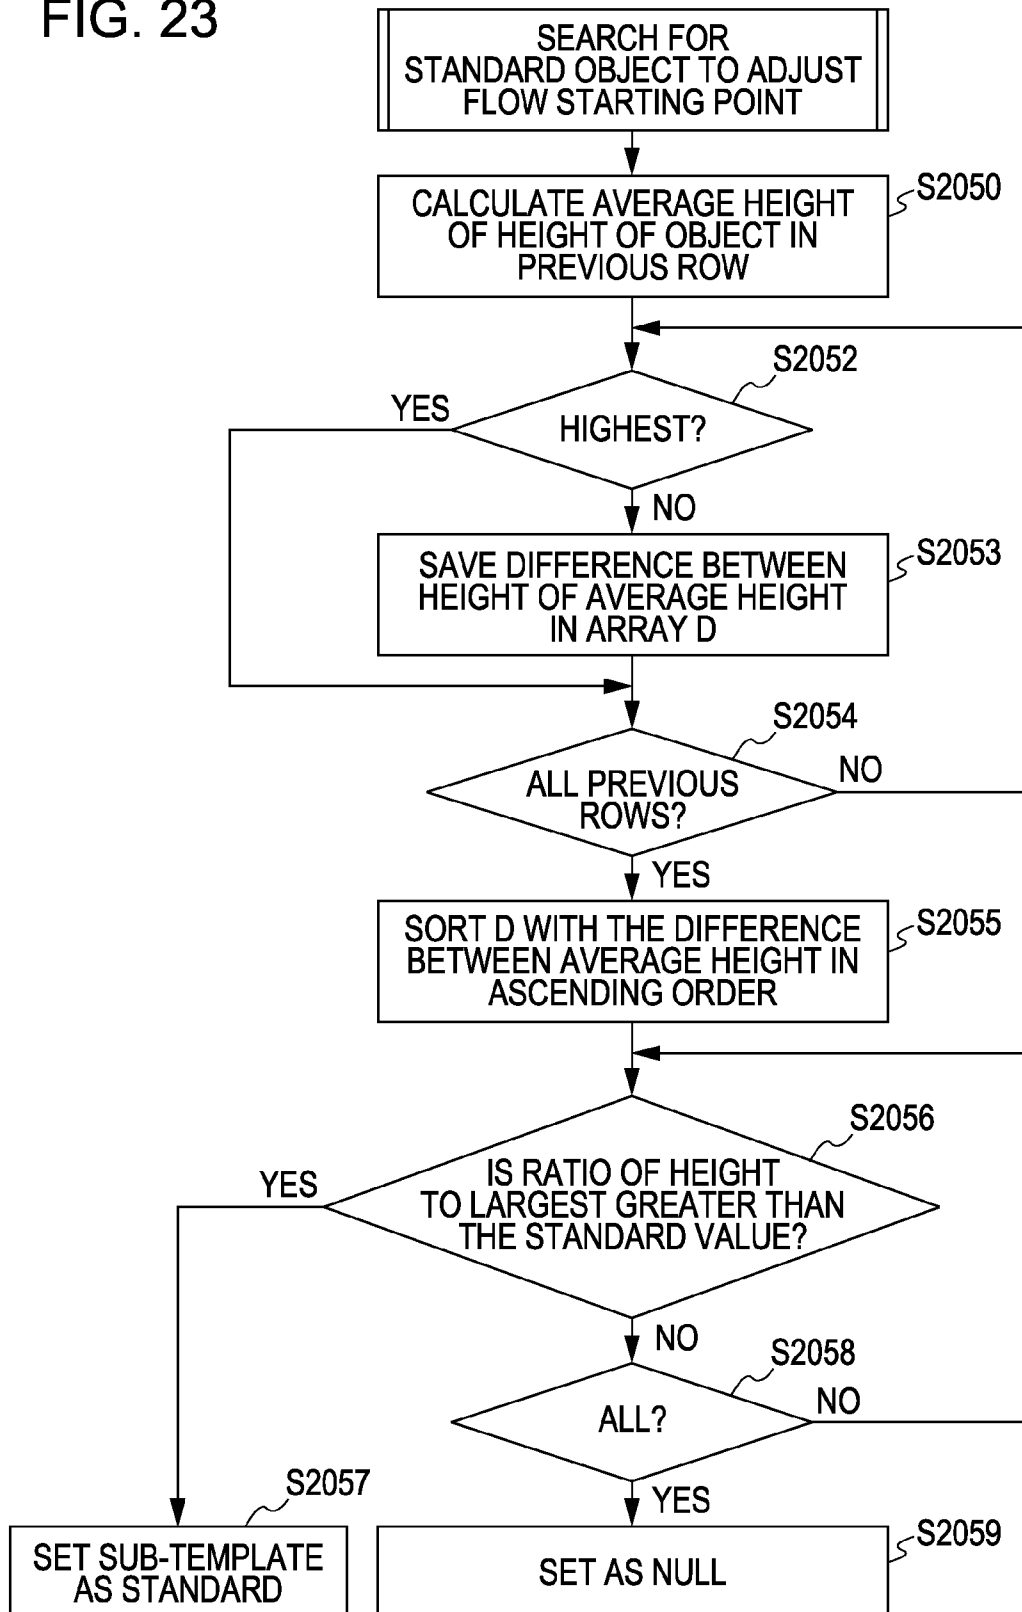 FIG. 23
SEARCH FOR
STANDARD OBJECT TO ADJUST
FLOW STARTING POINT
S2050
CALCULATE AVERAGE HEIGHT
OF HEIGHT OF OBJECT IN
PREVIOUS ROW
S2052
YES
HIGHEST?
NO
S2053
SAVE DIFFERENCE BETWEEN
HEIGHT OF AVERAGE HEIGHT
IN ARRAY D
S2054
ALL PREVIOUS
ROWS?
NO
YES
S2055
SORT D WITH THE DIFFERENCE
BETWEEN AVERAGE HEIGHT IN
ASCENDING ORDER
S2056
YES
IS RATIO OF HEIGHT
TO LARGEST GREATER THAN
THE STANDARD VALUE?
NO
S2058
ALL?
NO
S2057
YES
S2059
SET SUB-TEMPLATE
AS STANDARD
SET AS NULL